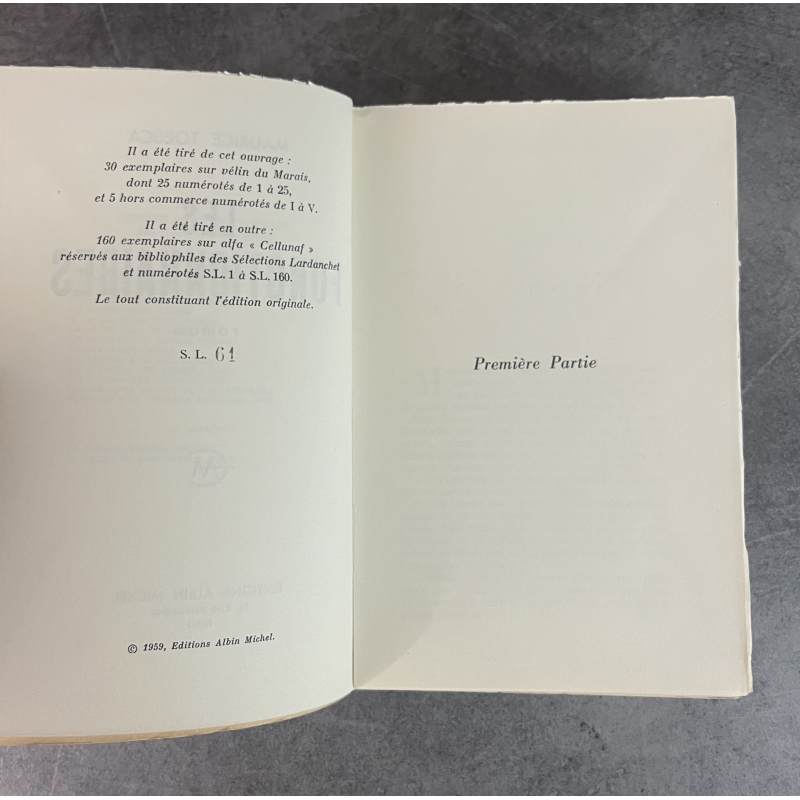 Il a été tiré de cet ouvrage :
30 exemplaires sur vélin du Marais,
dont 25 numérotés de 1 à 25,
et 5 hors commerce numérotés de I à V.
Il a été tiré en outre :
160 exemplaires sur alfa « Cellunaf »
réservés aux bibliophiles des Sélections Lardanchet
et numérotés S.L. 1 à S.L. 160.
Le tout constituant l'édition originale.
S. L. 61
© 1959, Editions Albin Michel.
Première Partie